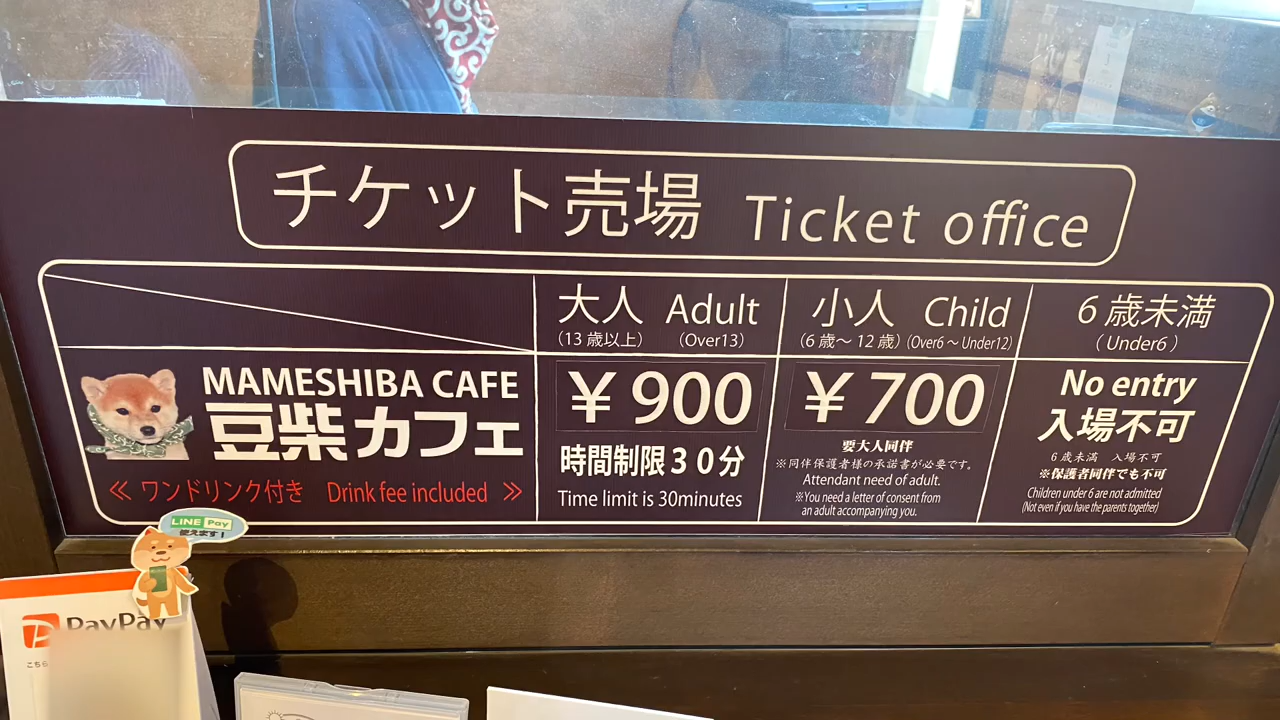 チケット売場 Ticket office
大人 Adult
(13歳以上) (Over13)
小人 Child
(6歳～12歳) (Over6～Under12)
6歳未満
(Under6)
MAMESHIBA CAFE
豆柴カフェ
≪ ワンドリンク付き Drink fee included ≫
￥900
時間制限３０分
Time limit is 30minutes
￥700
要大人同伴
※同伴保護者様の承諾書が必要です。
Attendant need of adult.
※You need a letter of consent from
an adult accompanying you.
No entry
入場不可
6歳未満 入場不可
※保護者同伴でも不可
Children under 6 are not admitted
(Not even if you have the parents together)
LINE Pay
使えます！
PayPay
こちら